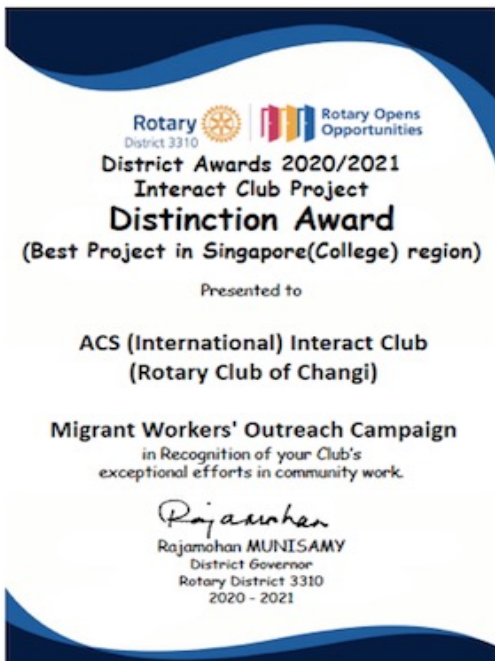 Rotary
District 3310
Rotary Opens
Opportunities
District Awards 2020/2021
Interact Club Project
Distinction Award
(Best Project in Singapore(College) region)
Presented to
ACS (International) Interact Club
(Rotary Club of Changi)
Migrant Workers' Outreach Campaign
in Recognition of your Club's
exceptional efforts in community work.
Rajamohan
Rajamohan MUNISAMY
District Governor
Rotary District 3310
2020 - 2021